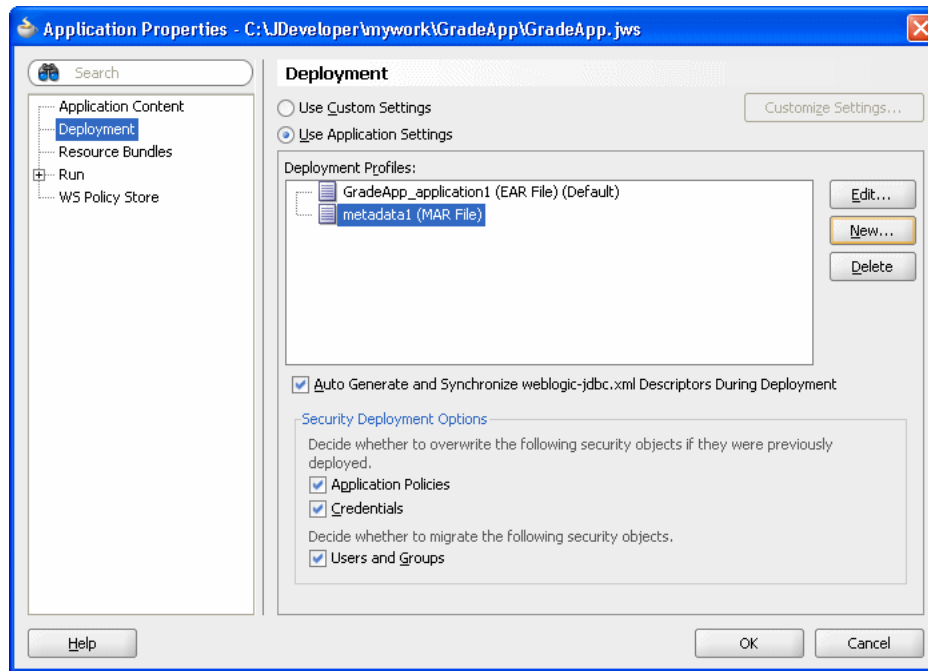 Application Properties - C:\JDeveloper\mywork\GradeApp\GradeApp.jws
Search
Application Content
Deployment
Resource Bundles
Run
WS Policy Store
Deployment
Use Custom Settings
Customize Settings...
Use Application Settings
Deployment Profiles:
GradeApp_application1 (EAR File) (Default)
metadata1 (MAR File)
Edit...
New...
Delete
Auto Generate and Synchronize weblogic-jdbc.xml Descriptors During Deployment
Security Deployment Options
Decide whether to overwrite the following security objects if they were previously
deployed.
Application Policies
Credentials
Decide whether to migrate the following security objects.
Users and Groups
Help
OK
Cancel